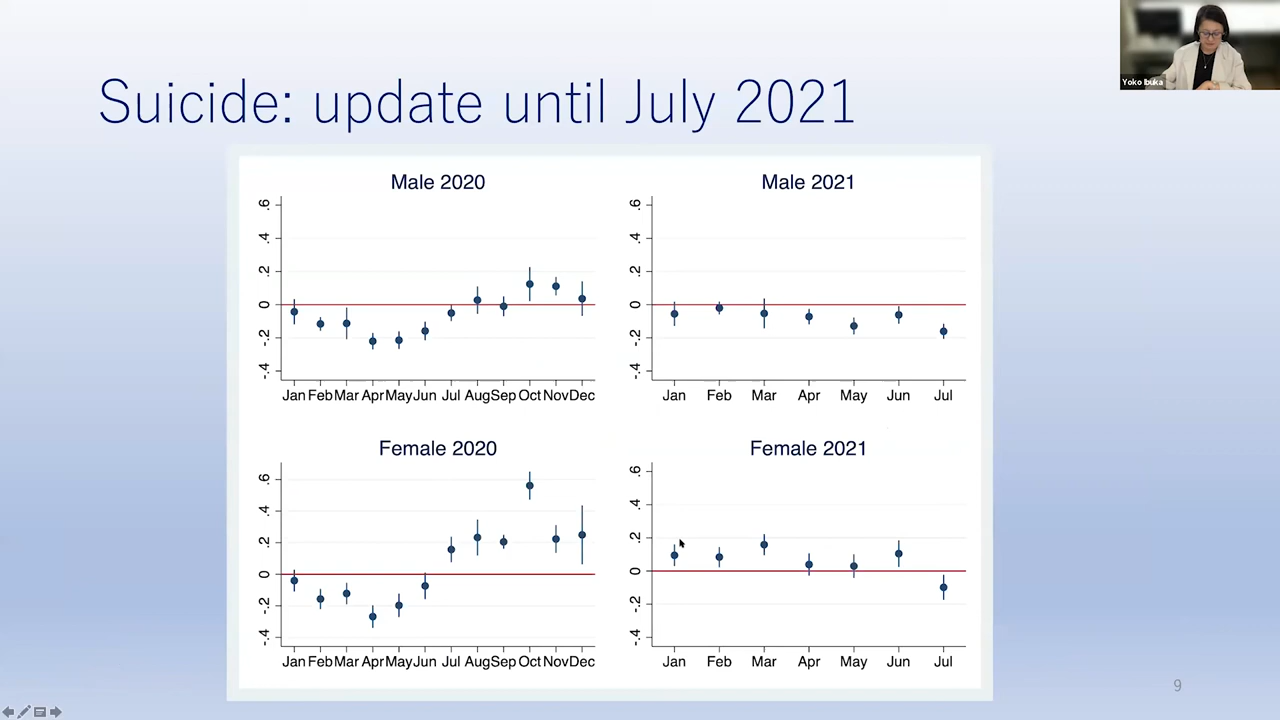 Yoko Ibuka
Suicide: update until July 2021
Male 2020
.6
.4
.2
0
-.2
-.4
Jan Feb Mar Apr May Jun Jul Aug Sep Oct Nov Dec
Male 2021
.6
.4
.2
0
-.2
-.4
Jan Feb Mar Apr May Jun Jul
Female 2020
.6
.4
.2
0
-.2
-.4
Jan Feb Mar Apr May Jun Jul Aug Sep Oct Nov Dec
Female 2021
.6
.4
.2
0
-.2
-.4
Jan Feb Mar Apr May Jun Jul
9